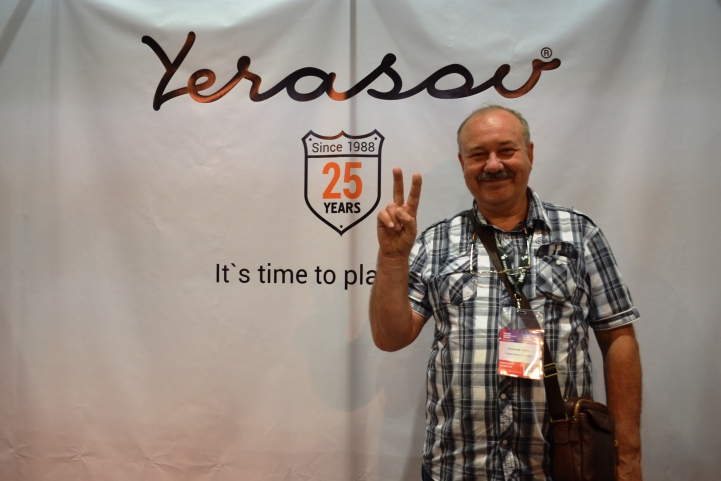 Yerasov®
Since 1988
25
YEARS
It`s time to pla